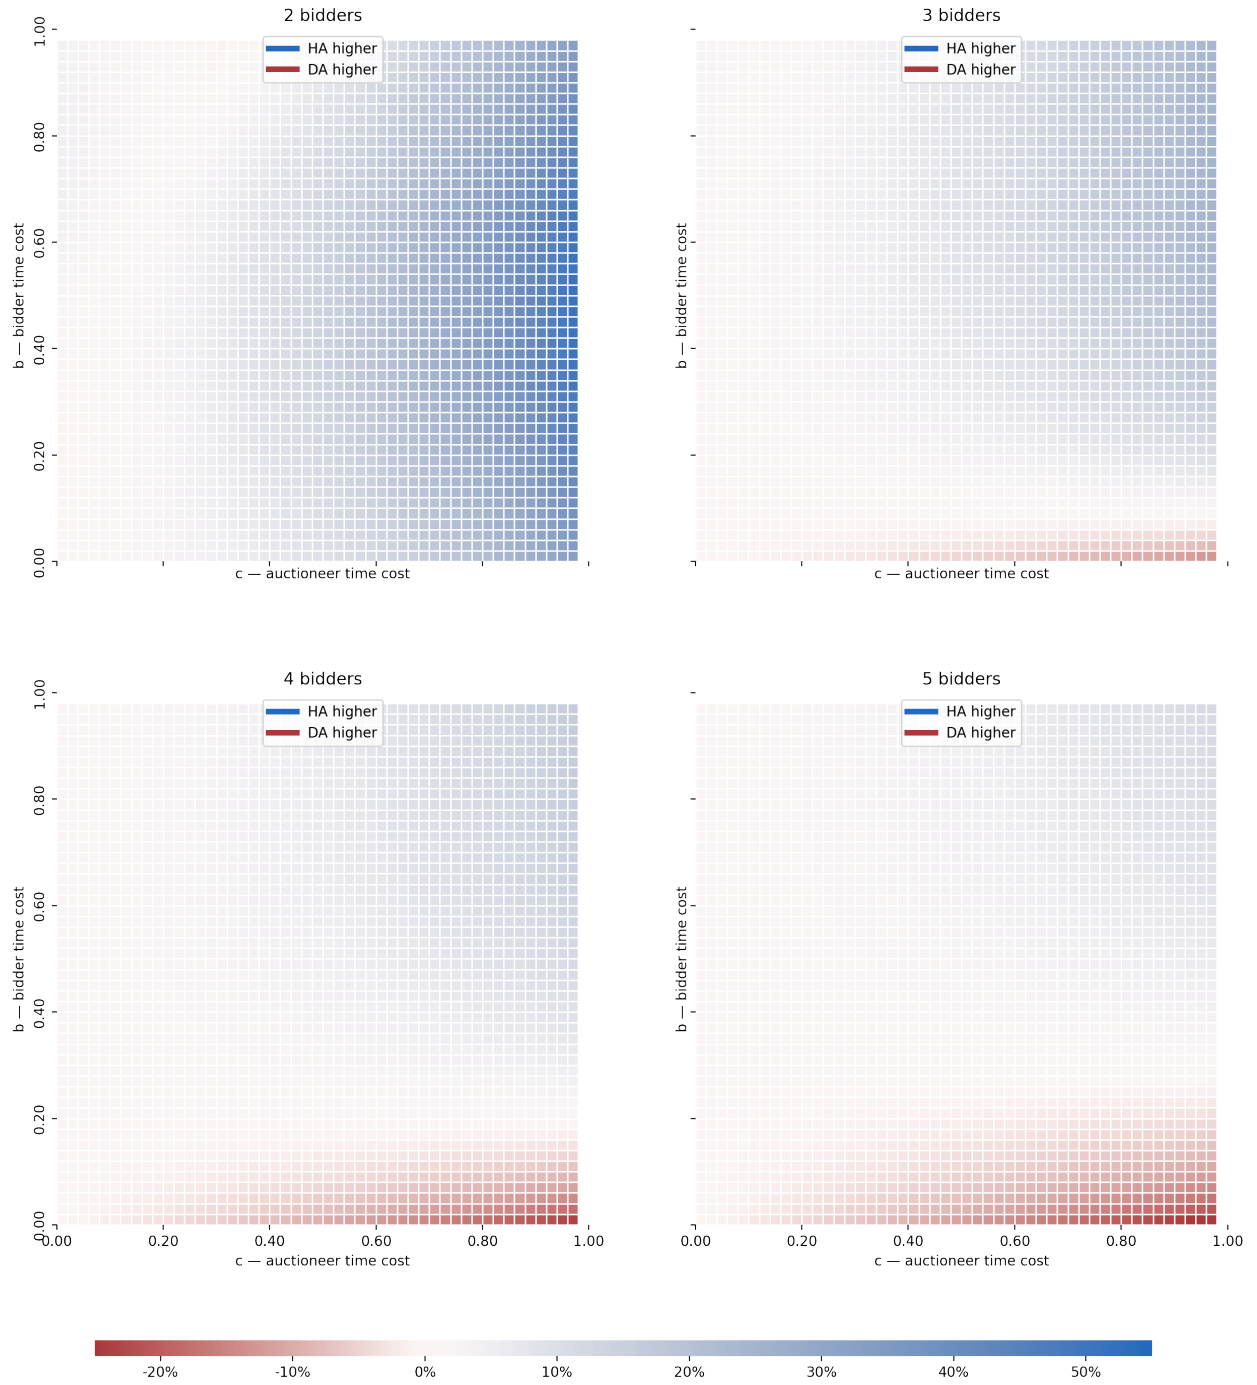 2 bidders
HA higher
DA higher
1.00
0.80
0.60
0.40
0.20
0.00
b — bidder time cost
c — auctioneer time cost
3 bidders
HA higher
DA higher
b — bidder time cost
c — auctioneer time cost
4 bidders
HA higher
DA higher
1.00
0.80
0.60
0.40
0.20
0.00
b — bidder time cost
0.00 0.20 0.40 0.60 0.80 1.00
c — auctioneer time cost
5 bidders
HA higher
DA higher
b — bidder time cost
0.00 0.20 0.40 0.60 0.80 1.00
c — auctioneer time cost
-20% -10% 0% 10% 20% 30% 40% 50%